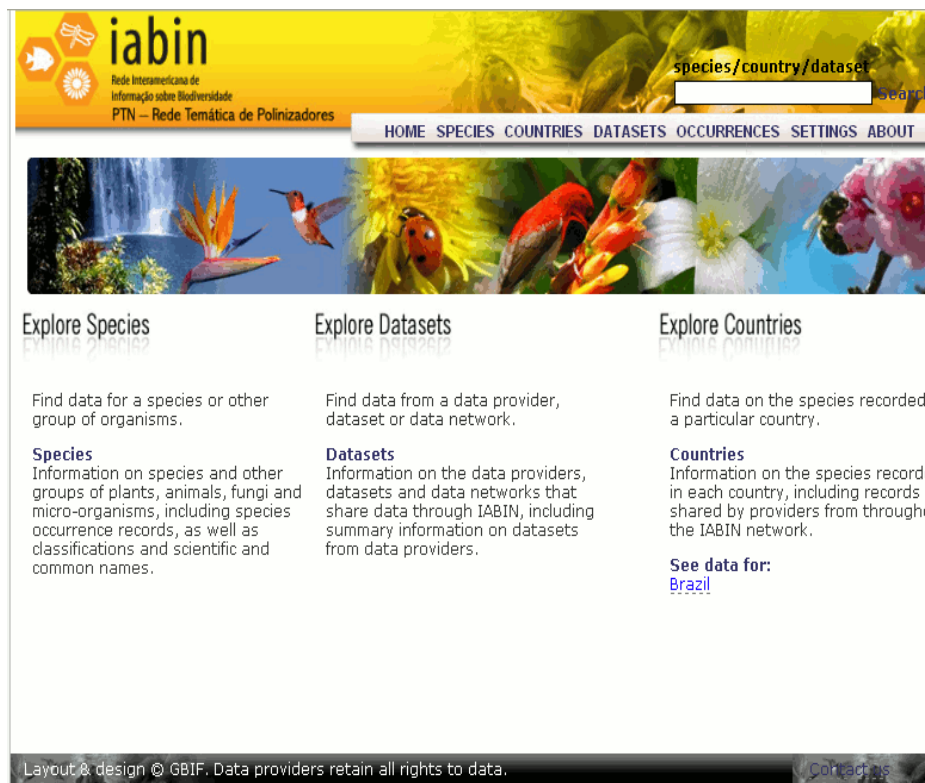 iabin
Rede Interamericana de
Informação sobre Biodiversidade
PTN – Rede Temática de Polinizadores
species/country/dataset
Search
HOME SPECIES COUNTRIES DATASETS OCCURRENCES SETTINGS ABOUT
Explore Species
Find data for a species or other
group of organisms.
Species
Information on species and other
groups of plants, animals, fungi and
micro-organisms, including species
occurrence records, as well as
classifications and scientific and
common names.
Explore Datasets
Find data from a data provider,
dataset or data network.
Datasets
Information on the data providers,
datasets and data networks that
share data through IABIN, including
summary information on datasets
from data providers.
Explore Countries
Find data on the species recorded
a particular country.
Countries
Information on the species record
in each country, including records
shared by providers from through
the IABIN network.
See data for:
Brazil
Layout & design © GBIF. Data providers retain all rights to data.
Contact us